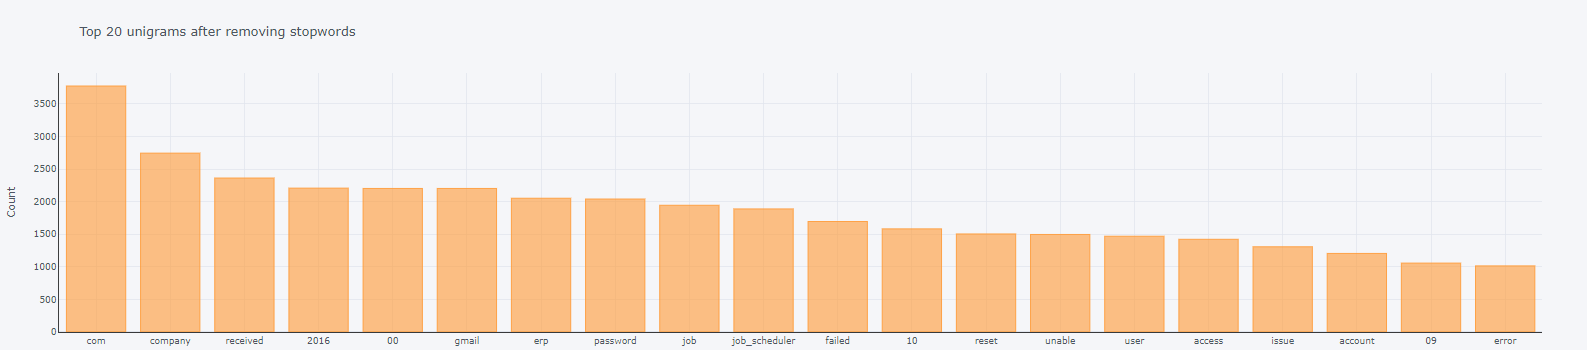 Top 20 unigrams after removing stopwords
Count
3500
3000
2500
2000
1500
1000
500
0
com company received 2016 00 gmail erp password job job_scheduler failed 10 reset unable user access issue account 09 error